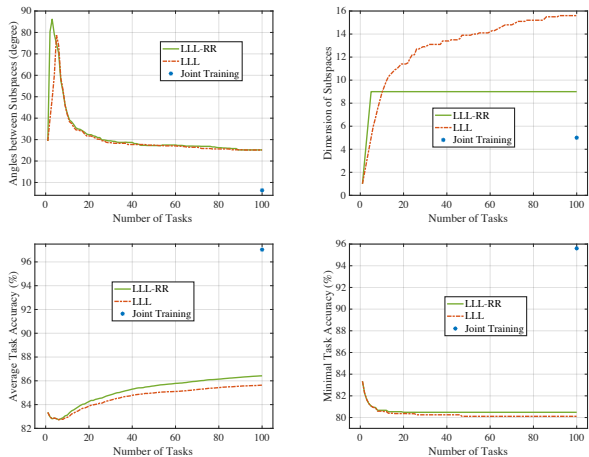 90
80
70
60
50
40
30
20
10
0 20 40 60 80 100
Number of Tasks
Angles between Subspaces (degree)
LLL-RR
LLL
Joint Training
16
14
12
10
8
6
4
2
0
0 20 40 60 80 100
Number of Tasks
Dimension of Subspaces
LLL-RR
LLL
Joint Training
96
94
92
90
88
86
84
82
0 20 40 60 80 100
Number of Tasks
Average Task Accuracy (%)
LLL-RR
LLL
Joint Training
96
94
92
90
88
86
84
82
80
0 20 40 60 80 100
Number of Tasks
Minimal Task Accuracy (%)
LLL-RR
LLL
Joint Training